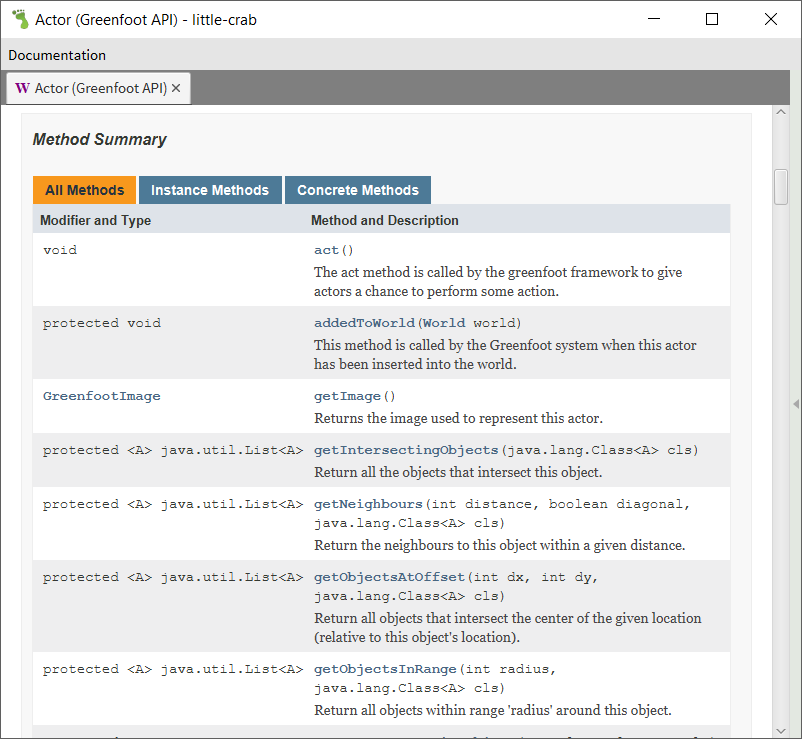 Actor (Greenfoot API) - little-crab
Documentation
W Actor (Greenfoot API) ×
Method Summary
All Methods Instance Methods Concrete Methods
Modifier and Type Method and Description
void act()
The act method is called by the greenfoot framework to give
actors a chance to perform some action.
protected void addedToWorld(World world)
This method is called by the Greenfoot system when this actor
has been inserted into the world.
GreenfootImage getImage()
Returns the image used to represent this actor.
protected <A> java.util.List<A> getIntersectingObjects(java.lang.Class<A> cls)
Return all the objects that intersect this object.
protected <A> java.util.List<A> getNeighbours(int distance, boolean diagonal,
java.lang.Class<A> cls)
Return the neighbours to this object within a given distance.
protected <A> java.util.List<A> getObjectsAtOffset(int dx, int dy,
java.lang.Class<A> cls)
Return all objects that intersect the center of the given location
(relative to this object's location).
protected <A> java.util.List<A> getObjectsInRange(int radius,
java.lang.Class<A> cls)
Return all objects within range 'radius' around this object.